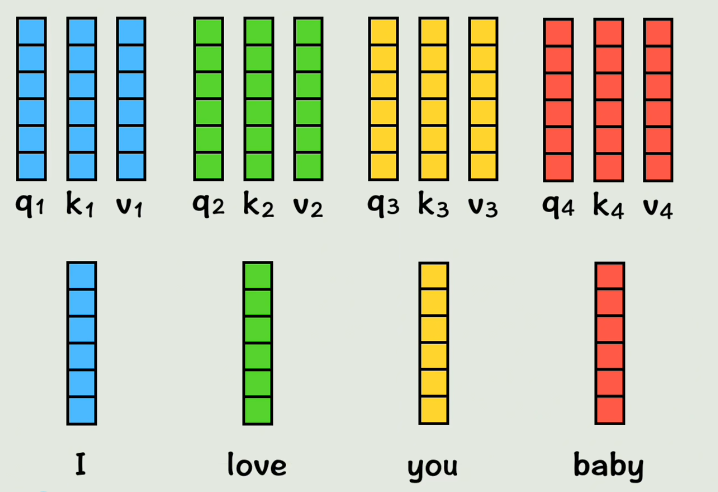 q₁ k₁ v₁ q₂ k₂ v₂ q₃ k₃ v₃ q₄ k₄ v₄
I love you baby